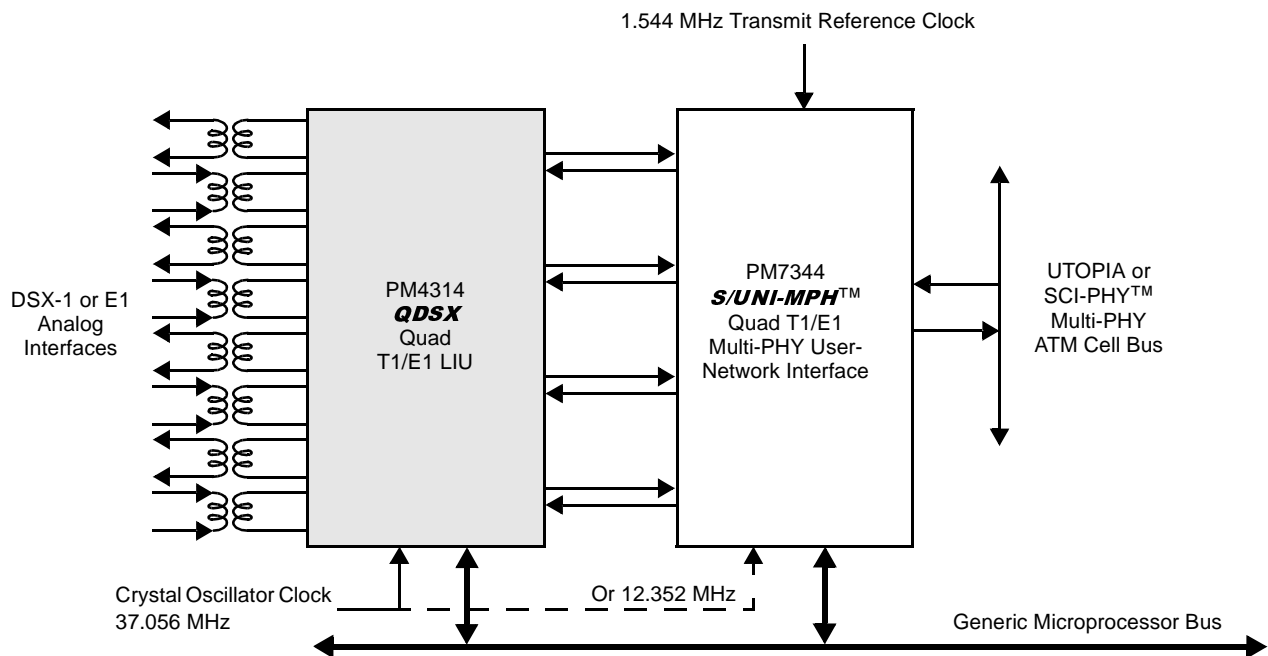 1.544 MHz Transmit Reference Clock
DSX-1 or E1
Analog
Interfaces
PM4314
QDSX
Quad
T1/E1 LIU
PM7344
S/UNI-MPH™
Quad T1/E1
Multi-PHY User-
Network Interface
UTOPIA or
SCI-PHY™
Multi-PHY
ATM Cell Bus
Crystal Oscillator Clock
37.056 MHz
Or 12.352 MHz
Generic Microprocessor Bus